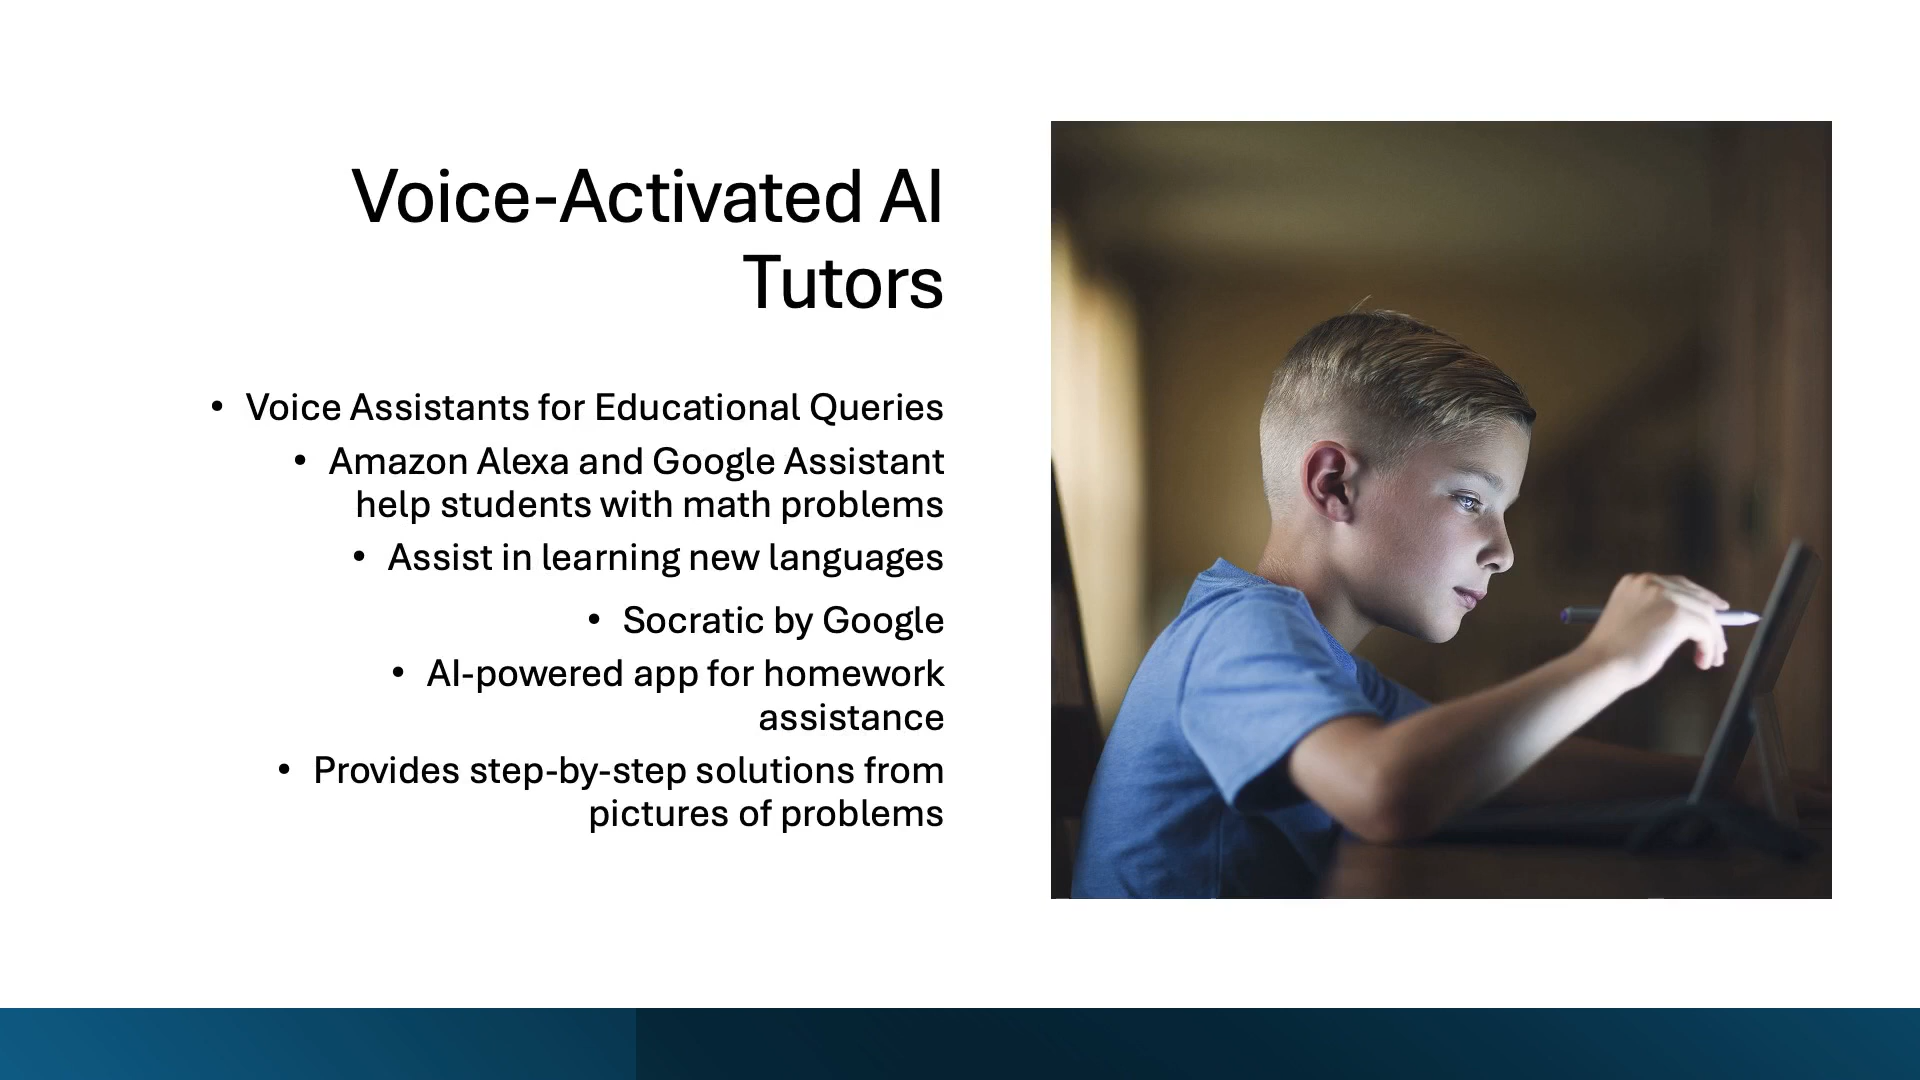 Voice-Activated AI
Tutors
• Voice Assistants for Educational Queries
• Amazon Alexa and Google Assistant
help students with math problems
• Assist in learning new languages
• Socratic by Google
• AI-powered app for homework
assistance
• Provides step-by-step solutions from
pictures of problems